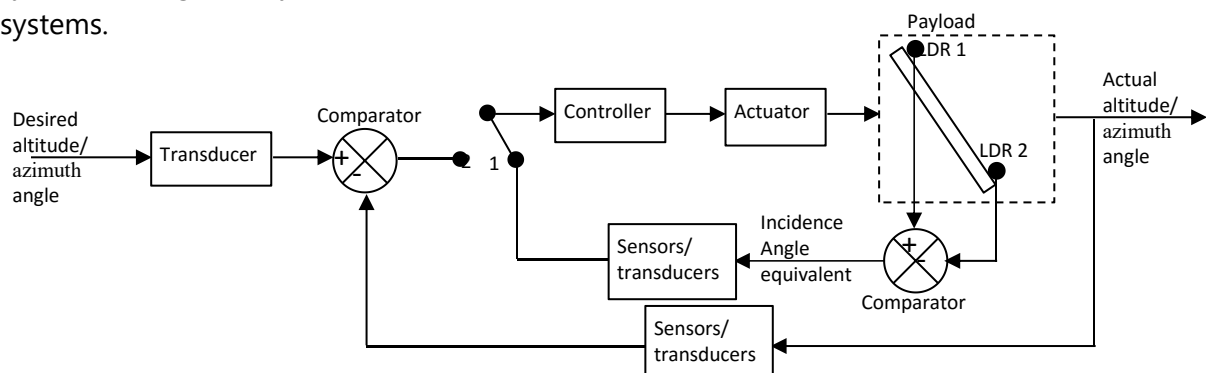 systems.
Payload
LDR 1
Desired
altitude/
azimuth
angle
Transducer
Comparator
+
-
2
1
Controller
Actuator
LDR 2
Actual
altitude/
azimuth
angle
Sensors/
transducers
Incidence
Angle
equivalent
+
-
Comparator
Sensors/
transducers